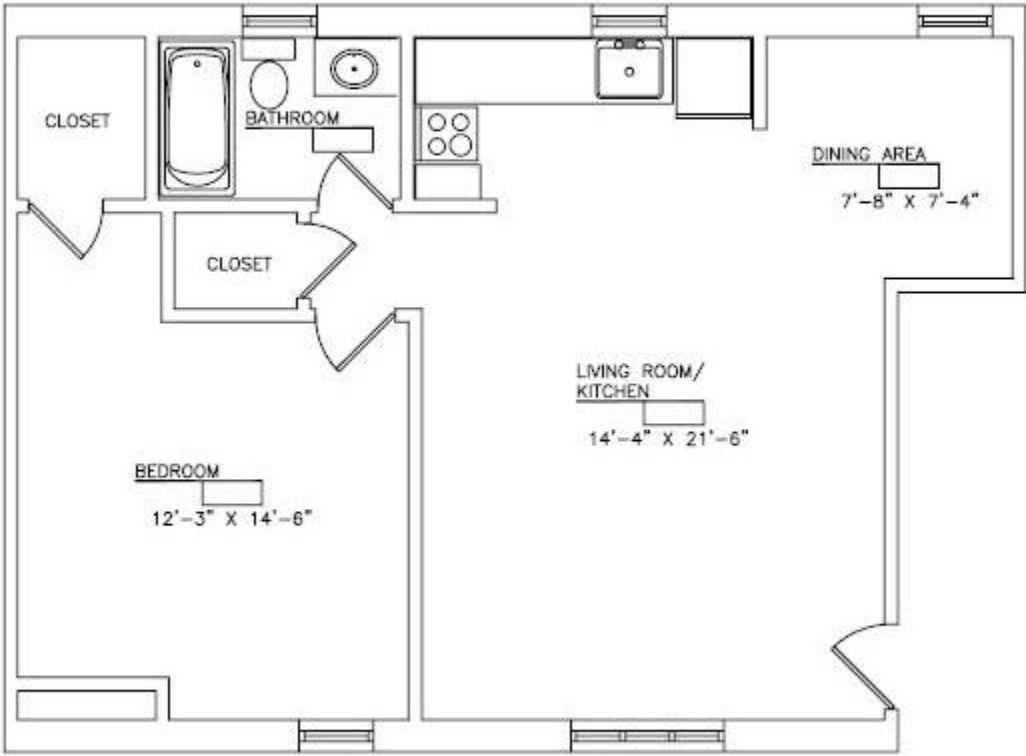 CLOSET
BATHROOM
DINING AREA
7'-8" X 7'-4"
CLOSET
LIVING ROOM/
KITCHEN
14'-4" X 21'-6"
BEDROOM
12'-3" X 14'-6"